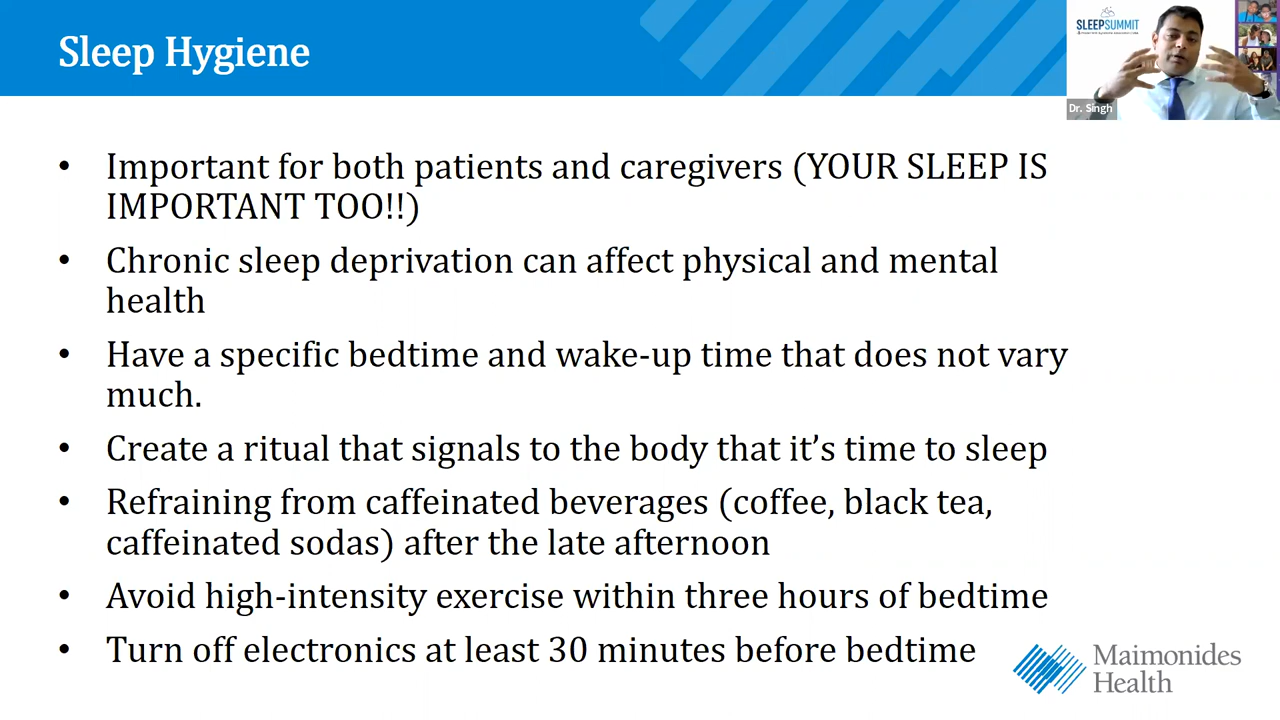 Sleep Hygiene
SLEEPSUMMIT
Dr. Singh
• Important for both patients and caregivers (YOUR SLEEP IS
IMPORTANT TOO!!)
• Chronic sleep deprivation can affect physical and mental
health
• Have a specific bedtime and wake-up time that does not vary
much.
• Create a ritual that signals to the body that it’s time to sleep
• Refraining from caffeinated beverages (coffee, black tea,
caffeinated sodas) after the late afternoon
• Avoid high-intensity exercise within three hours of bedtime
• Turn off electronics at least 30 minutes before bedtime
Maimonides
Health